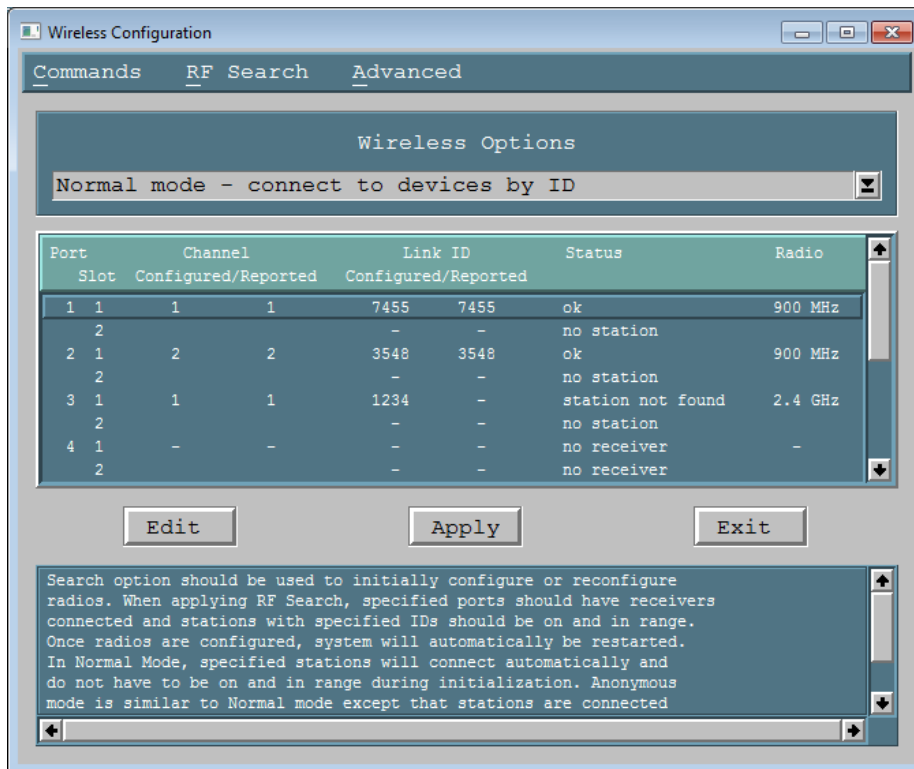 Wireless Configuration
Commands RF Search Advanced
Wireless Options
Normal mode - connect to devices by ID
Port Channel Link ID Status Radio
Slot Configured/Reported Configured/Reported
1 1 1 1 7455 7455 ok 900 MHz
2 - - no station
2 1 2 2 3548 3548 ok 900 MHz
2 - - no station
3 1 1 1 1234 - station not found 2.4 GHz
2 - - no station
4 1 - - - - no receiver -
2 - - no receiver
Edit Apply Exit
Search option should be used to initially configure or reconfigure
radios. When applying RF Search, specified ports should have receivers
connected and stations with specified IDs should be on and in range.
Once radios are configured, system will automatically be restarted.
In Normal Mode, specified stations will connect automatically and
do not have to be on and in range during initialization. Anonymous
mode is similar to Normal mode except that stations are connected